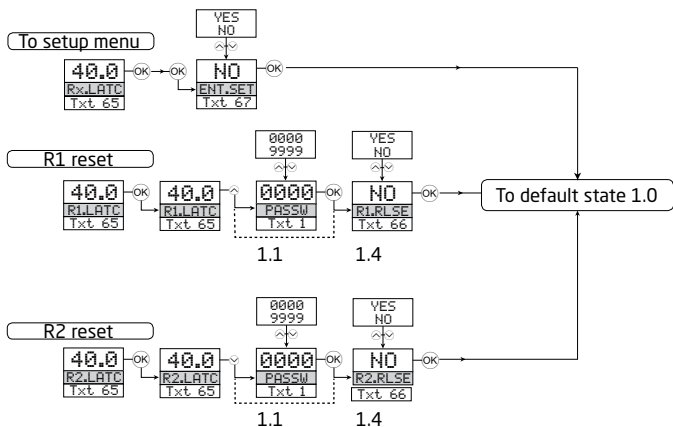 YES
NO
To setup menu
40.0
Rx.LATC
Txt 65
OK
OK
NO
ENT.SET
Txt 67
OK
0000
9999
YES
NO
R1 reset
40.0
R1.LATC
Txt 65
OK
40.0
R1.LATC
Txt 65
0000
PASSW
Txt 1
OK
NO
R1.RLSE
Txt 66
OK
To default state 1.0
1.1
1.4
0000
9999
YES
NO
R2 reset
40.0
R2.LATC
Txt 65
OK
40.0
R2.LATC
Txt 65
0000
PASSW
Txt 1
OK
NO
R2.RLSE
Txt 66
OK
1.1
1.4